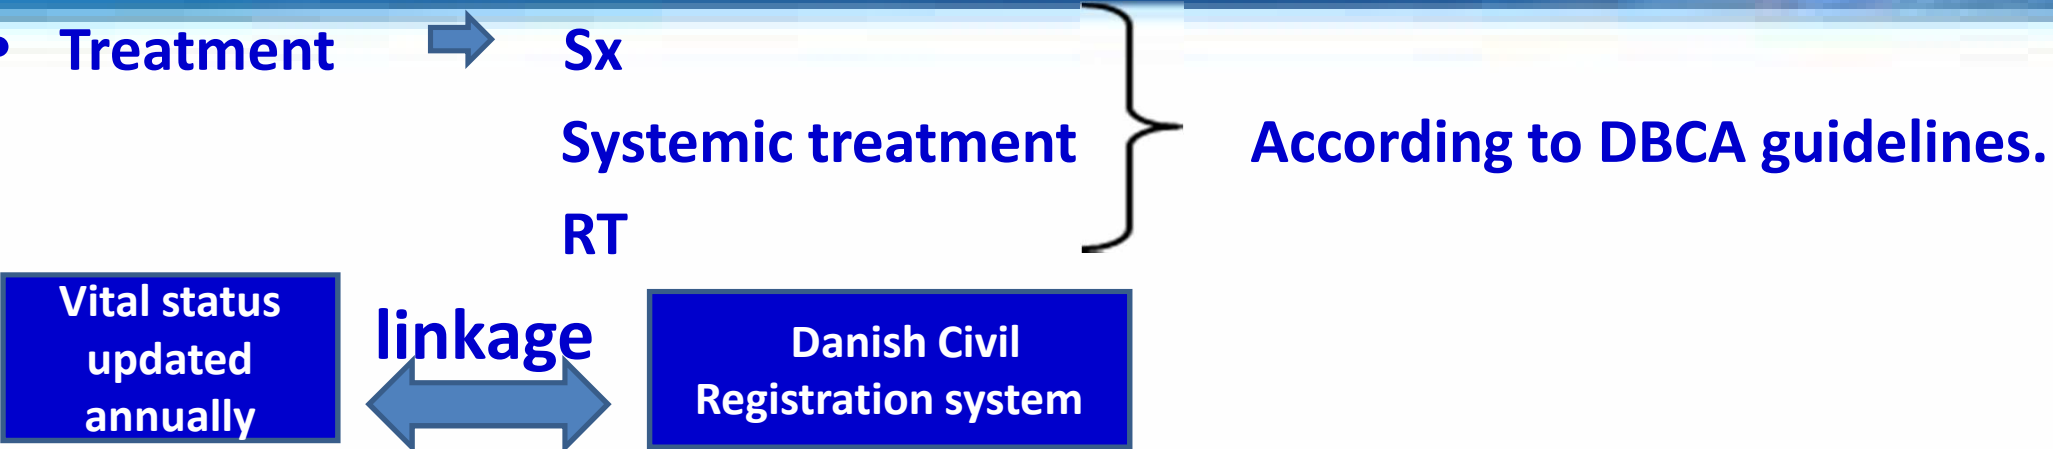 • Treatment Sx
Systemic treatment According to DBCA guidelines.
RT
Vital status
updated
annually
linkage
Danish Civil
Registration system